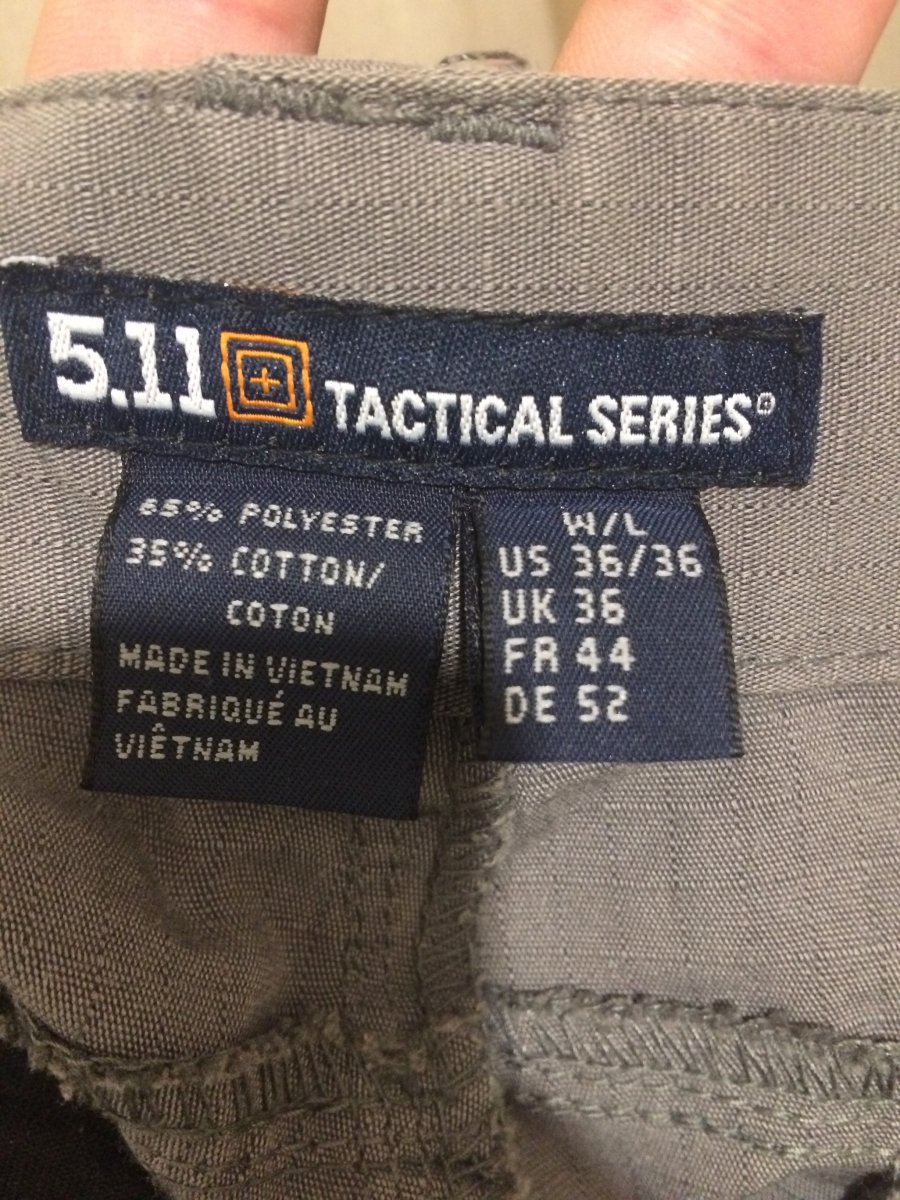 5.11 TACTICAL SERIES®
65% POLYESTER
35% COTTON/
COTON
MADE IN VIETNAM
FABRIQUÉ AU
VIÊTNAM
W/L
US 36/36
UK 36
FR 44
DE 52